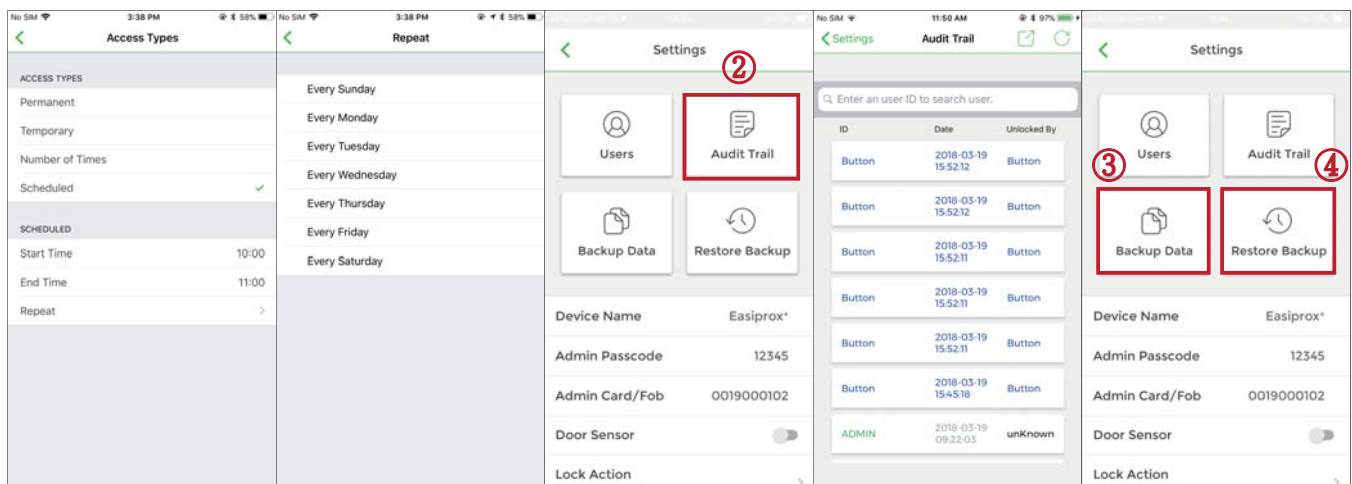 No SIM 3:38 PM 58%
Access Types
ACCESS TYPES
Permanent
Temporary
Number of Times
Scheduled
SCHEDULED
Start Time 10:00
End Time 11:00
Repeat
No SIM 3:38 PM 58%
Repeat
Every Sunday
Every Monday
Every Tuesday
Every Wednesday
Every Thursday
Every Friday
Every Saturday
Settings
②
Users Audit Trail
Backup Data Restore Backup
Device Name Easiprox+
Admin Passcode 12345
Admin Card/Fob 0019000102
Door Sensor
Lock Action
No SIM 11:50 AM 97%
Settings Audit Trail
Enter an user ID to search user.
ID Date Unlocked By
Button 2018-03-19 15:52:12 Button
Button 2018-03-19 15:52:12 Button
Button 2018-03-19 15:52:11 Button
Button 2018-03-19 15:52:11 Button
Button 2018-03-19 15:52:11 Button
Button 2018-03-19 15:45:18 Button
ADMIN 2018-03-19 09:22:03 unKnown
Settings
Users Audit Trail
③ ④
Backup Data Restore Backup
Device Name Easiprox+
Admin Passcode 12345
Admin Card/Fob 0019000102
Door Sensor
Lock Action